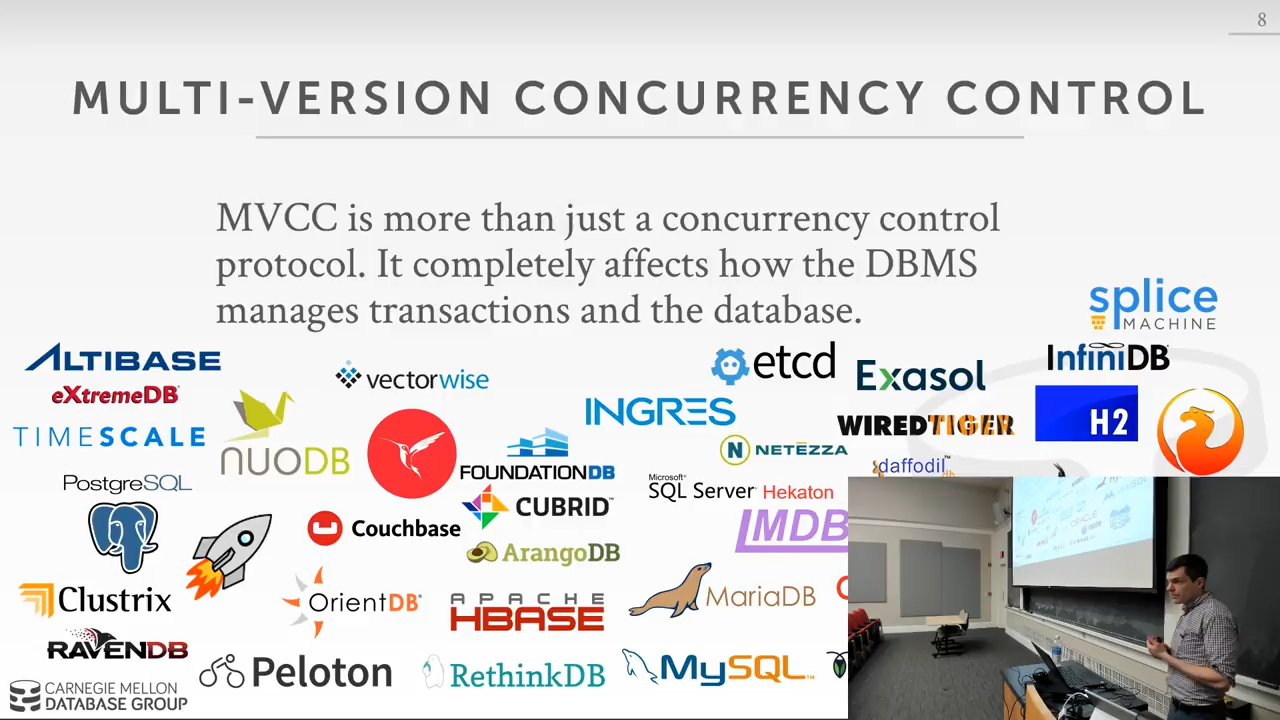 8
MULTI-VERSION CONCURRENCY CONTROL
MVCC is more than just a concurrency control
protocol. It completely affects how the DBMS
manages transactions and the database.
splice
MACHINE
ALTIBASE
vectorwise
etcd
Exasol
InfiniDB
eXtremeDB
INGRES
WIREDTIGER
H2
TIMESCALE
NUODB
FOUNDATIONDB
NETEZZA
daffodil
db
PostgreSQL
CUBRID
Microsoft
SQL Server Hekaton
Couchbase
LMDB
ArangoDB
Clustrix
OrientDB
APACHE
HBASE
MariaDB
RAVENDB
Peloton
RethinkDB
MySQL
CARNEGIE MELLON
DATABASE GROUP